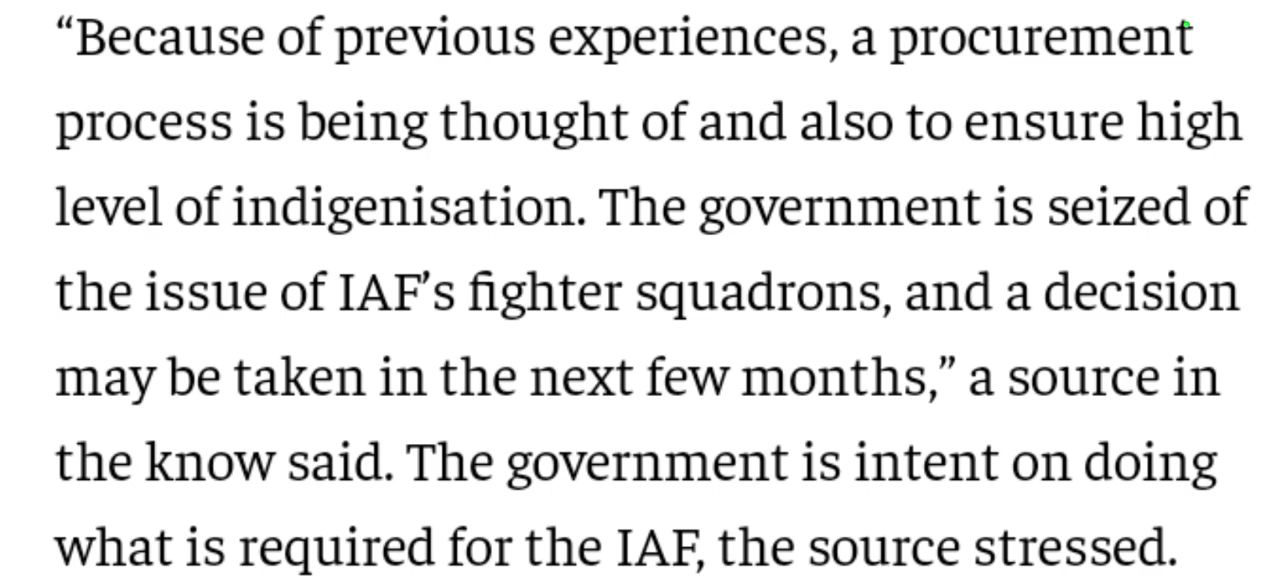 “Because of previous experiences, a procurement
process is being thought of and also to ensure high
level of indigenisation. The government is seized of
the issue of IAF’s fighter squadrons, and a decision
may be taken in the next few months,” a source in
the know said. The government is intent on doing
what is required for the IAF, the source stressed.